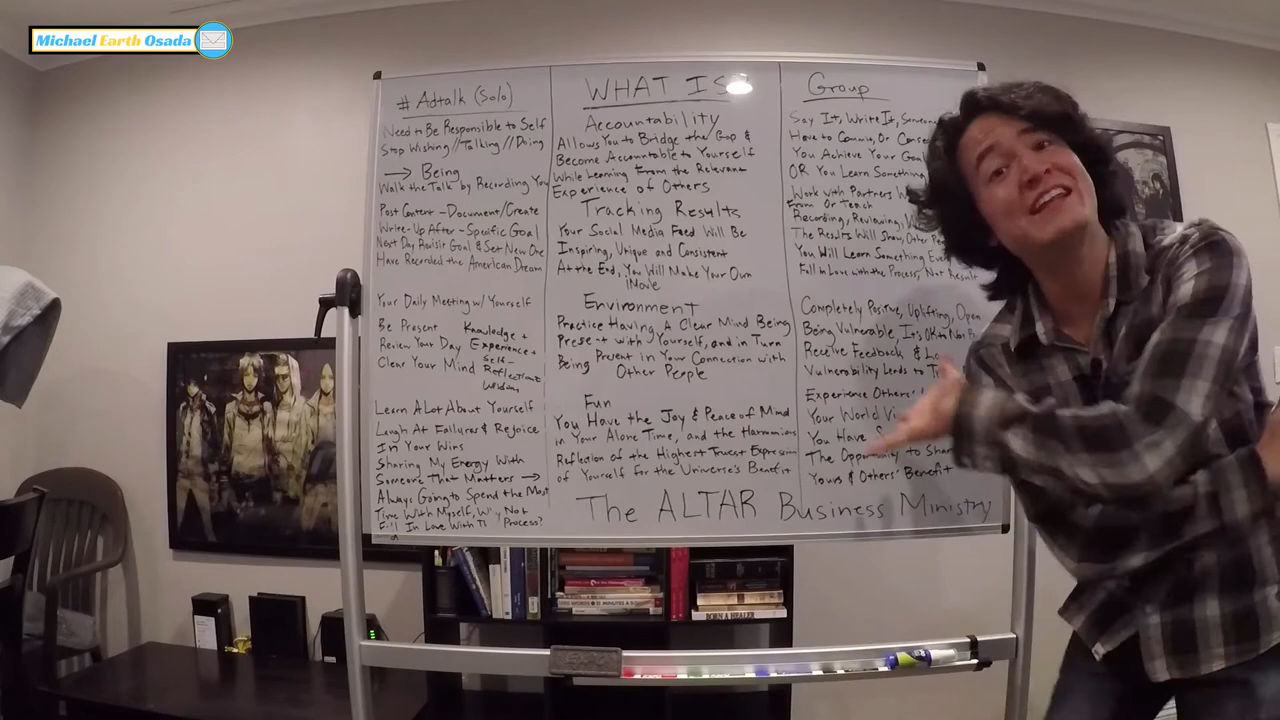 Michael Earth Osada
# Adtalk (Solo)
Need to Be Responsible to Self
Stop Wishing//Talking//Doing
→ Being
Walk the Talk by Recording You
Post Content - Document/Create
Write-Up After - Specific Goal
Next Day Revisit Goal & Set New One
Have Recorded the American Dream
Your Daily Meeting w/ Yourself
Be Present
Review Your Day
Clear Your Mind
Knowledge +
Experience +
Self-
Reflection =
Wisdom
Learn A Lot About Yourself
Laugh At Failures & Rejoice
In Your Wins
Sharing My Energy With
Someone That Matters →
Always Going to Spend the Most
Time With Myself, Why Not
Fall In Love With Process?
WHAT IS
Accountability
Allows You to Bridge the Gap &
Become Accountable to Yourself
While Learning From the Relevant
Experience of Others
Tracking Results
Your Social Media Feed Will Be
Inspiring, Unique and Consistent
At the End, You Will Make Your Own
Movie
Environment
Practice Having A Clear Mind Being
Present with Yourself, and in Turn
Being Present in Your Connection with
Other People
Fun
You Have the Joy & Peace of Mind
in Your Alone Time, and the Harmonious
Reflection of the Highest Truest Expression
of Yourself for the Universe's Benefit
Group
Say It, Write It,
Have to Commit, Or
You Achieve Your
OR You Learn Something
Work with Partners
From Or Teach
Recording, Reviewing,
The Results Will Show, Other
You Will Learn Something
Fall in Love with the Process, Not Result
Completely Positive, Uplifting, Open
Being Vulnerable, It's OK to Not
Receive Feedback &
Vulnerability Leads to
Experience Others'
Your World
You Have
The Opportunity to Share
Yours & Others' Benefit
The ALTAR Business Ministry
BORN A HEALER
EXPO